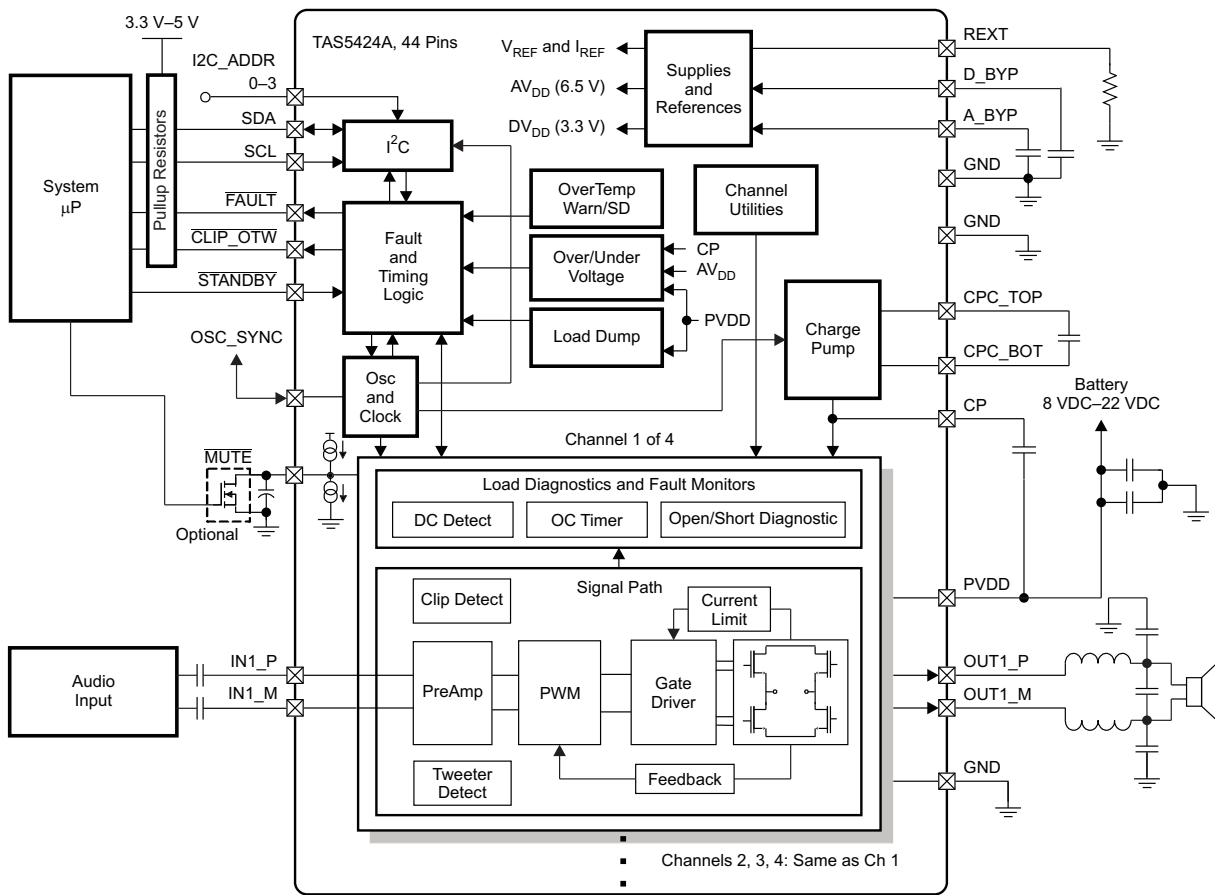 3.3 V–5 V
TAS5424A, 44 Pins
I2C_ADDR
0–3
SDA
SCL
FAULT
CLIP_OTW
STANDBY
System
μP
Pullup Resistors
I²C
Fault
and
Timing
Logic
OverTemp
Warn/SD
Over/Under
Voltage
Load Dump
CP
AVDD
PVDD
VREF and IREF
AVDD (6.5 V)
DVDD (3.3 V)
Supplies
and
References
Channel
Utilities
Charge
Pump
REXT
D_BYP
A_BYP
GND
GND
CPC_TOP
CPC_BOT
CP
Battery
8 VDC–22 VDC
OSC_SYNC
Osc
and
Clock
Channel 1 of 4
MUTE
Optional
Load Diagnostics and Fault Monitors
DC Detect
OC Timer
Open/Short Diagnostic
Signal Path
Clip Detect
Current
Limit
PVDD
Audio
Input
IN1_P
IN1_M
PreAmp
PWM
Gate
Driver
OUT1_P
OUT1_M
Tweeter
Detect
Feedback
GND
Channels 2, 3, 4: Same as Ch 1